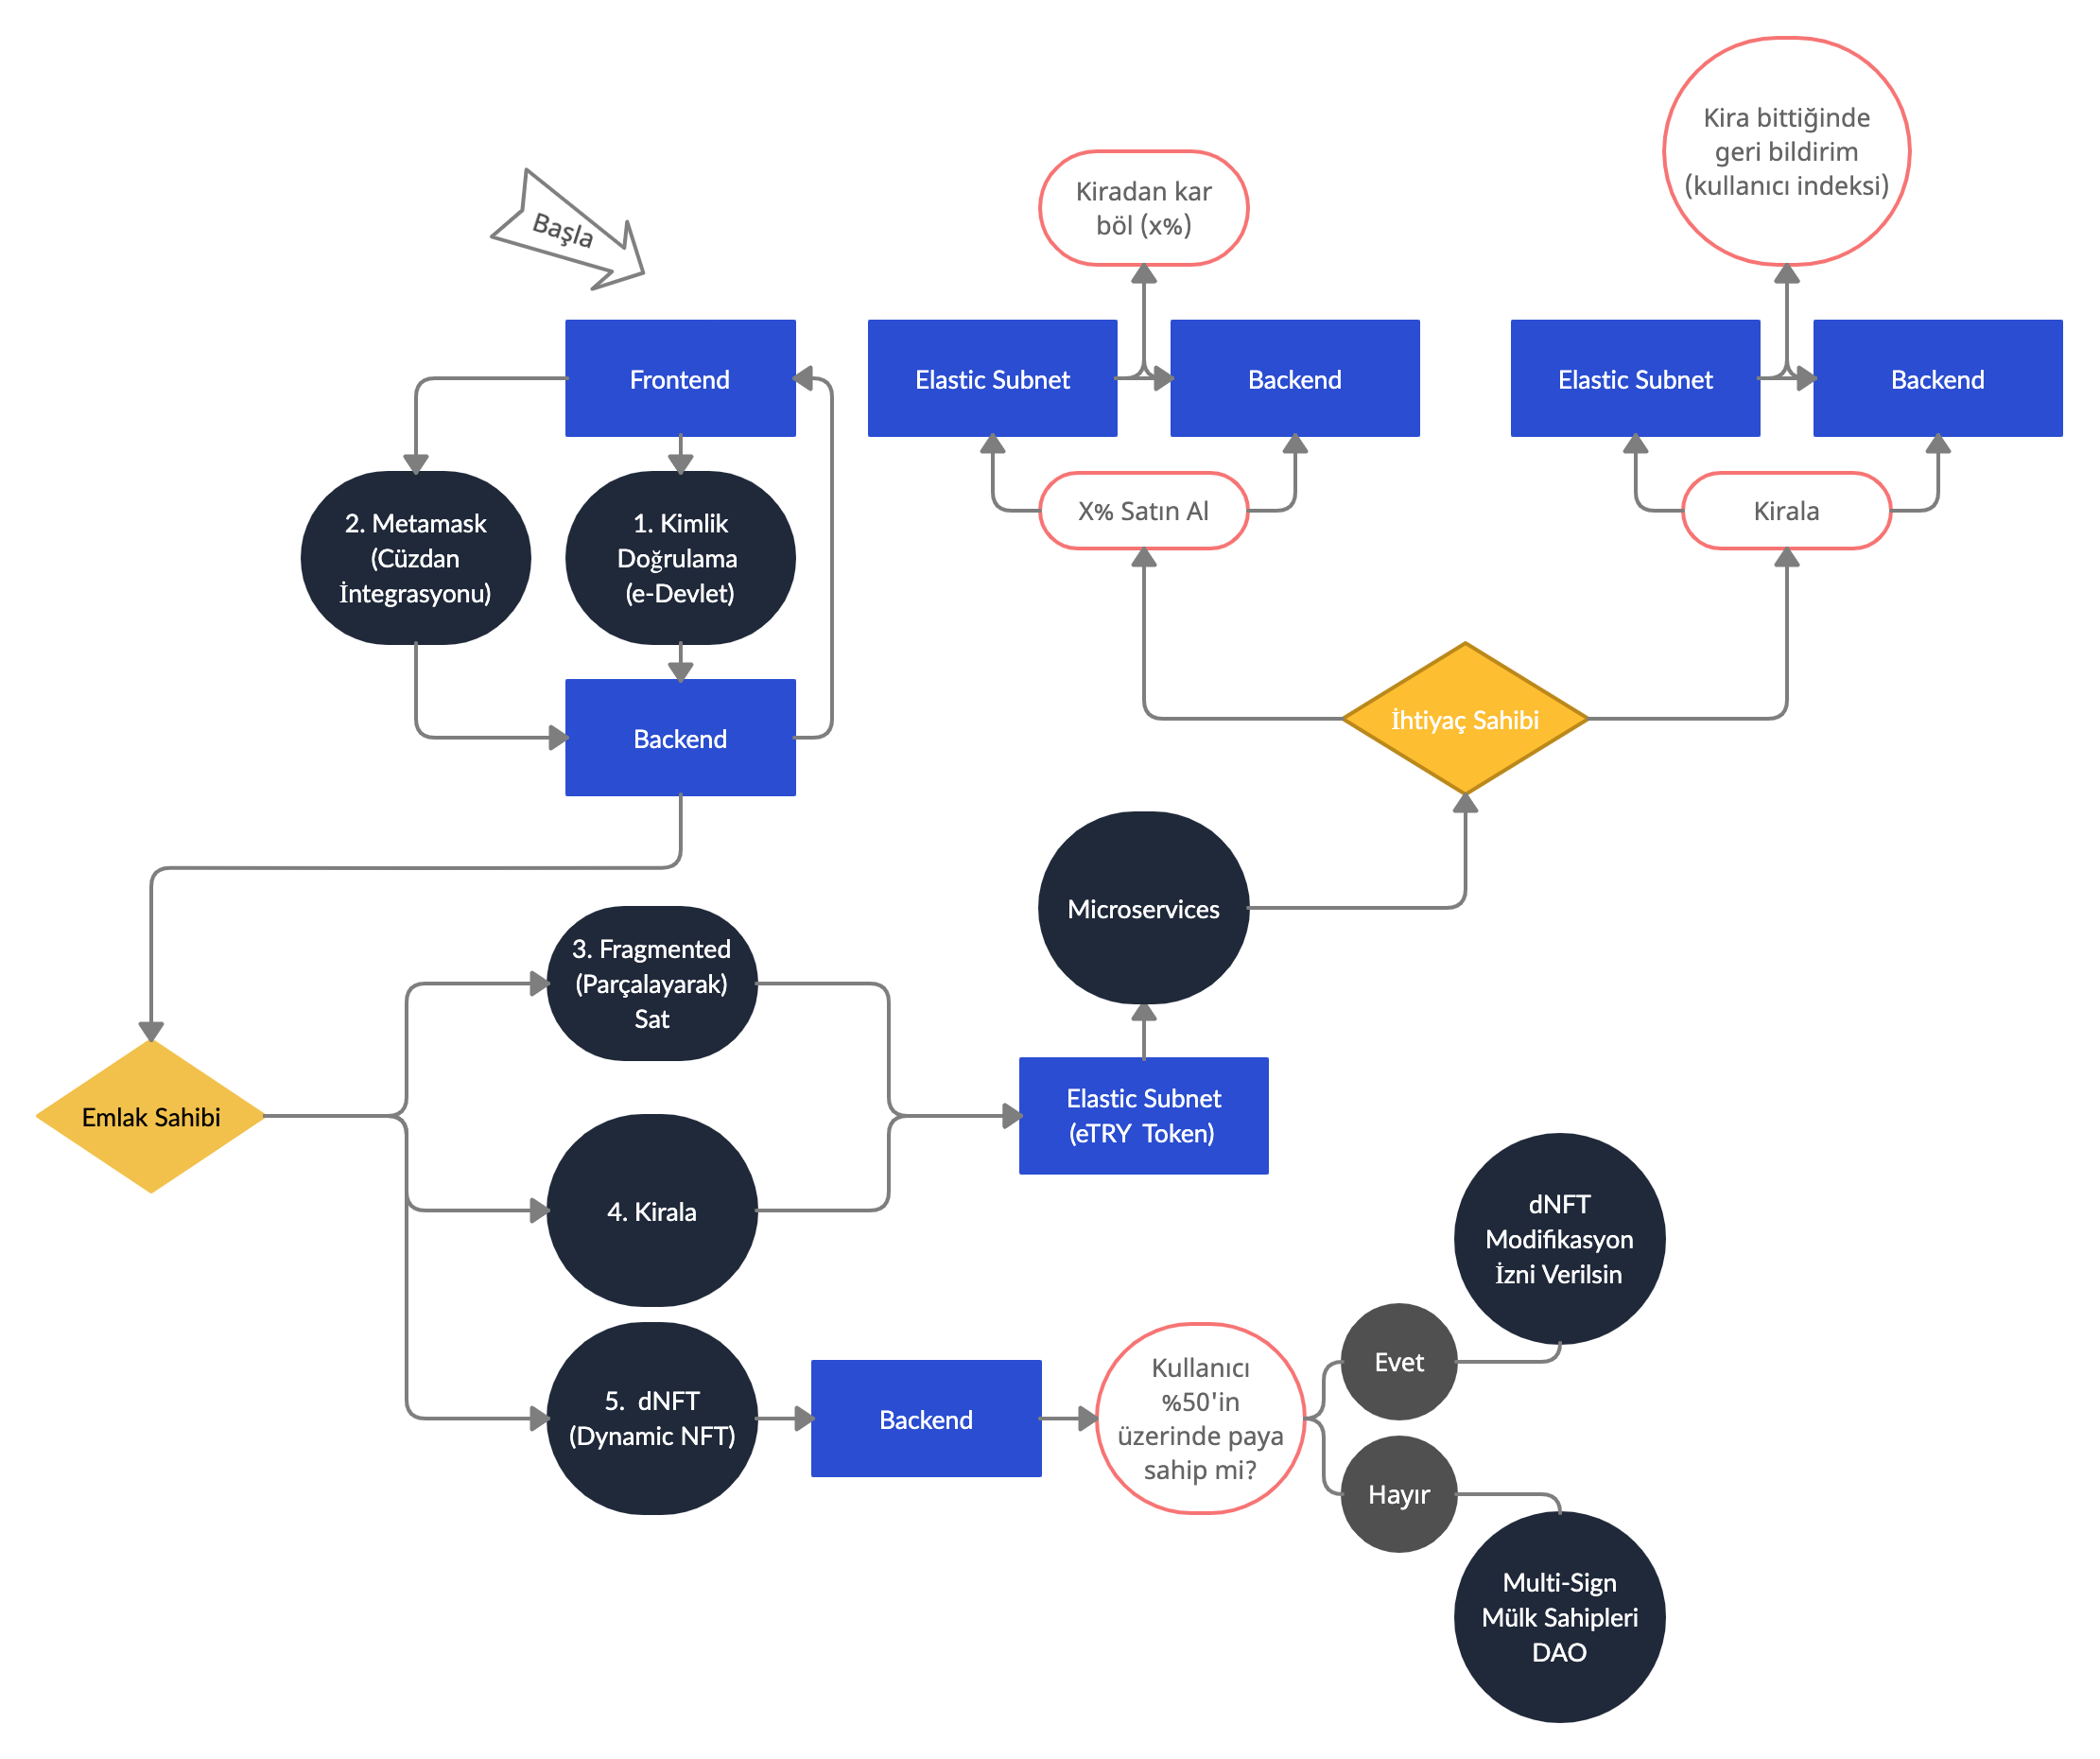 Başla
Frontend
2. Metamask
(Cüzdan
İntegrasyonu)
1. Kimlik
Doğrulama
(e-Devlet)
Backend
Kiradan kar
böl (x%)
Elastic Subnet
Backend
X% Satın Al
Kira bittiğinde
geri bildirim
(kullanıcı indeksi)
Elastic Subnet
Backend
Kirala
İhtiyaç Sahibi
Microservices
Elastic Subnet
(eTRY  Token)
Emlak Sahibi
3. Fragmented
(Parçalayarak)
Sat
4. Kirala
5.  dNFT
(Dynamic NFT)
Backend
Kullanıcı
%50'in
üzerinde paya
sahip mi?
Evet
dNFT
Modifikasyon
İzni Verilsin
Hayır
Multi-Sign
Mülk Sahipleri
DAO